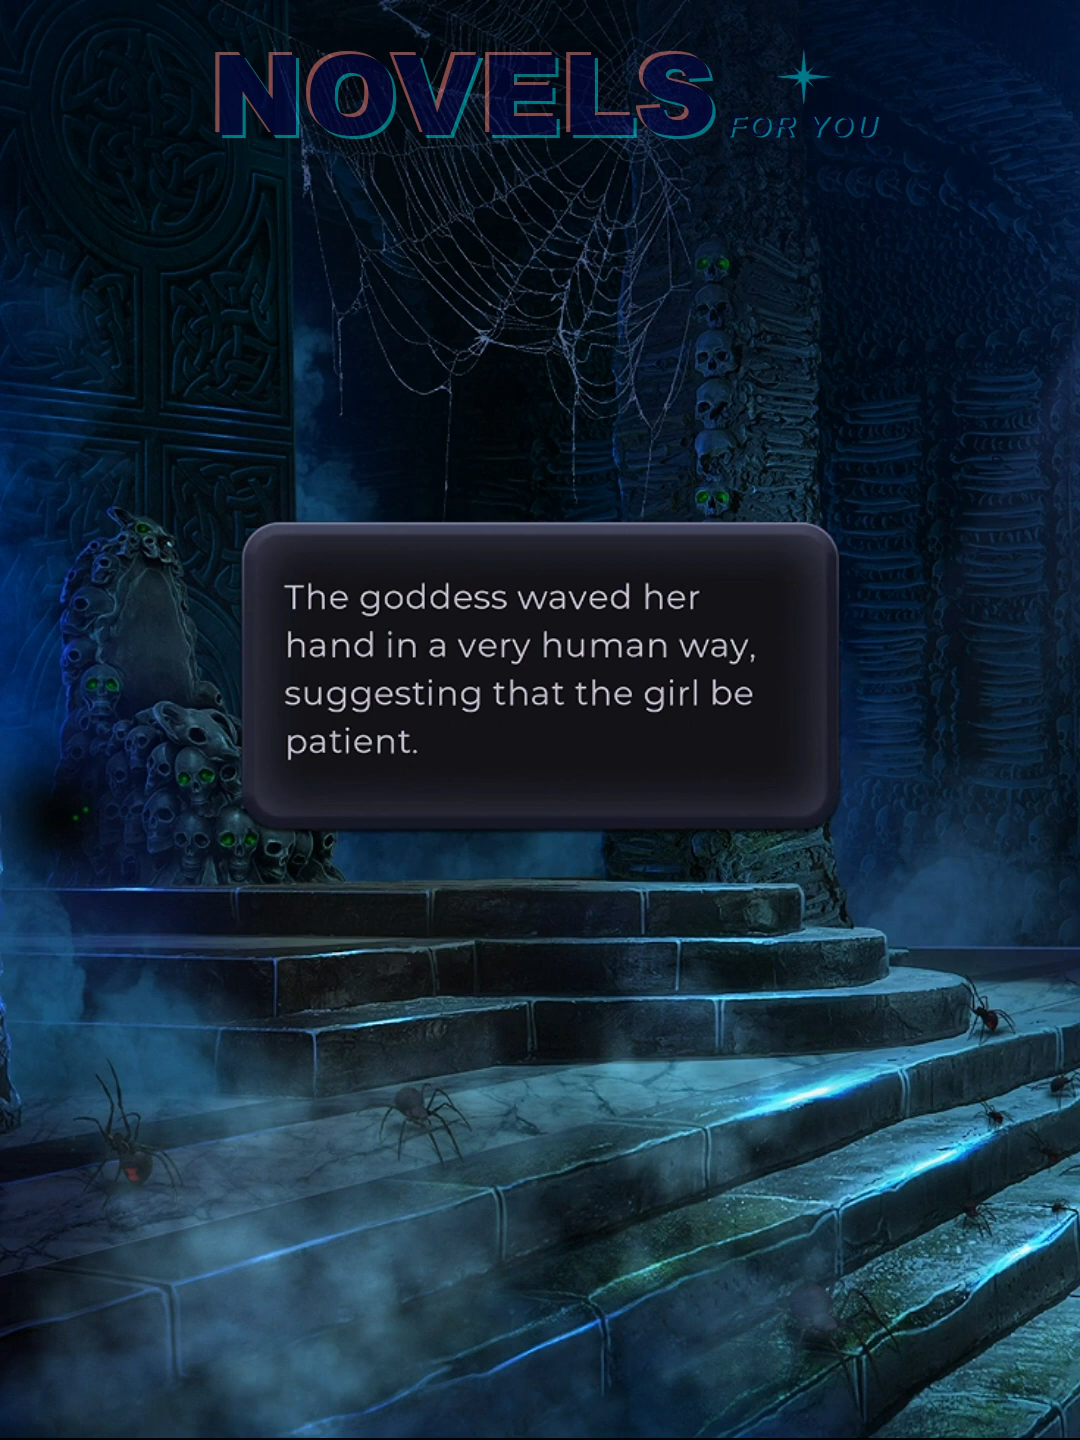 NOVELS
FOR YOU
The goddess waved her
hand in a very human way,
suggesting that the girl be
patient.